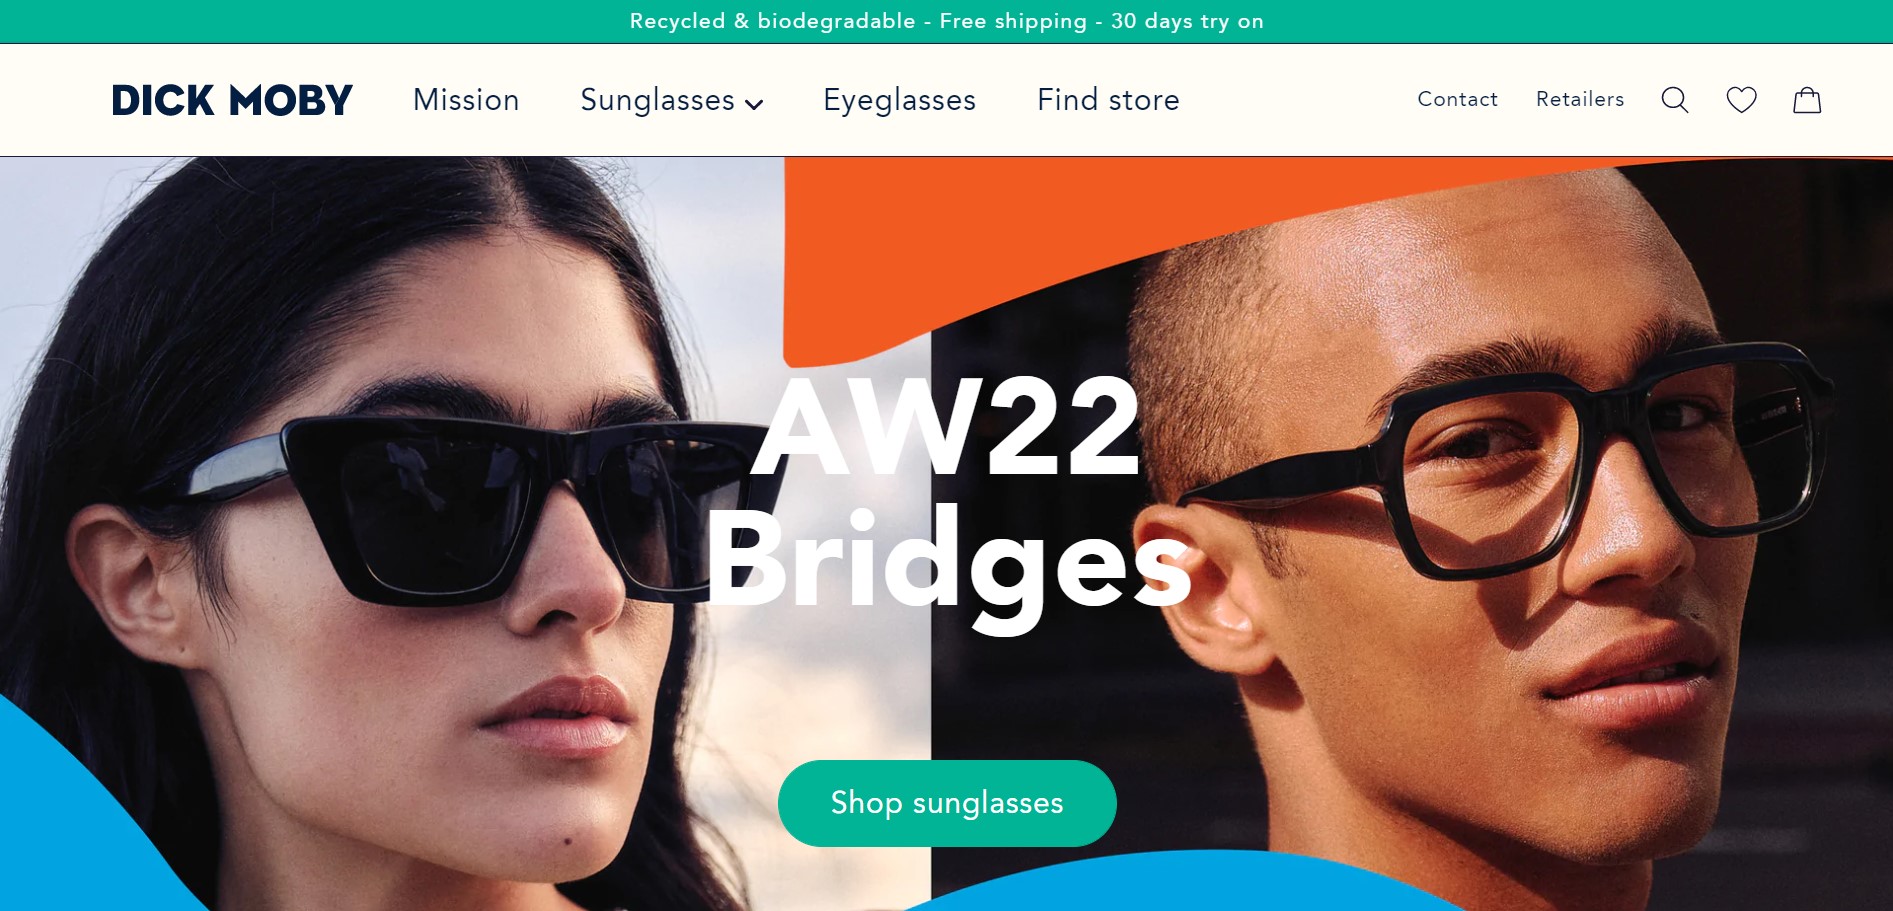 Recycled & biodegradable - Free shipping - 30 days try on
DICK MOBY
Mission
Sunglasses
Eyeglasses
Find store
Contact
Retailers
AW22
Bridges
Shop sunglasses